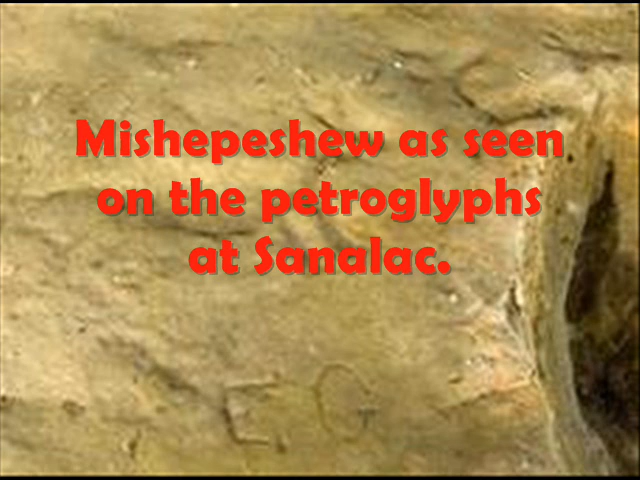 Mishepeshew as seen
on the petroglyphs
at Sanalac.
E G